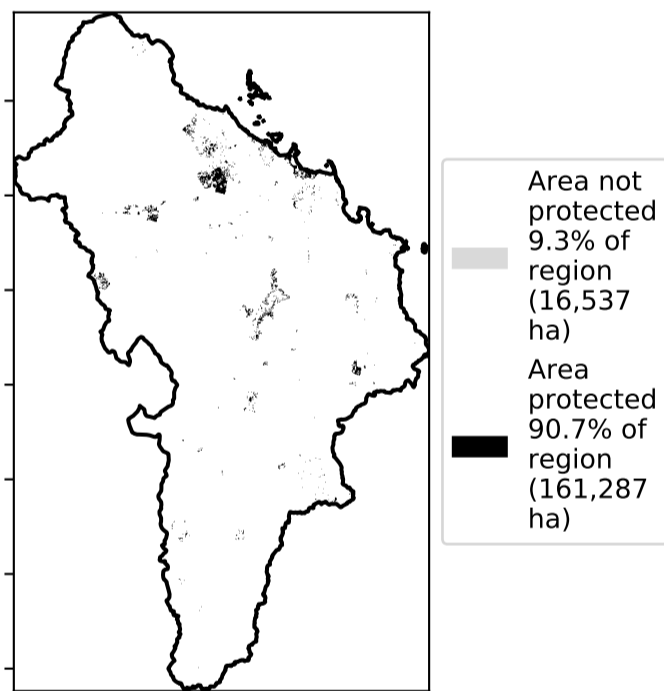 Area not
protected
9.3% of
region
(16,537
ha)
Area
protected
90.7% of
region
(161,287
ha)